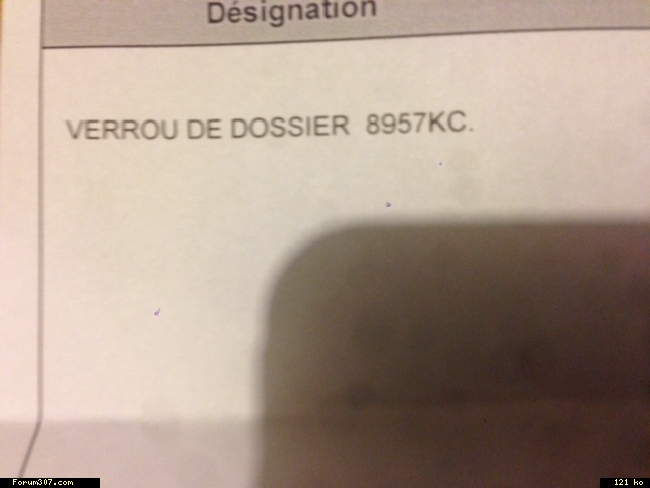 Désignation
VERROU DE DOSSIER 8957KC.
Forum307.com
121 ko